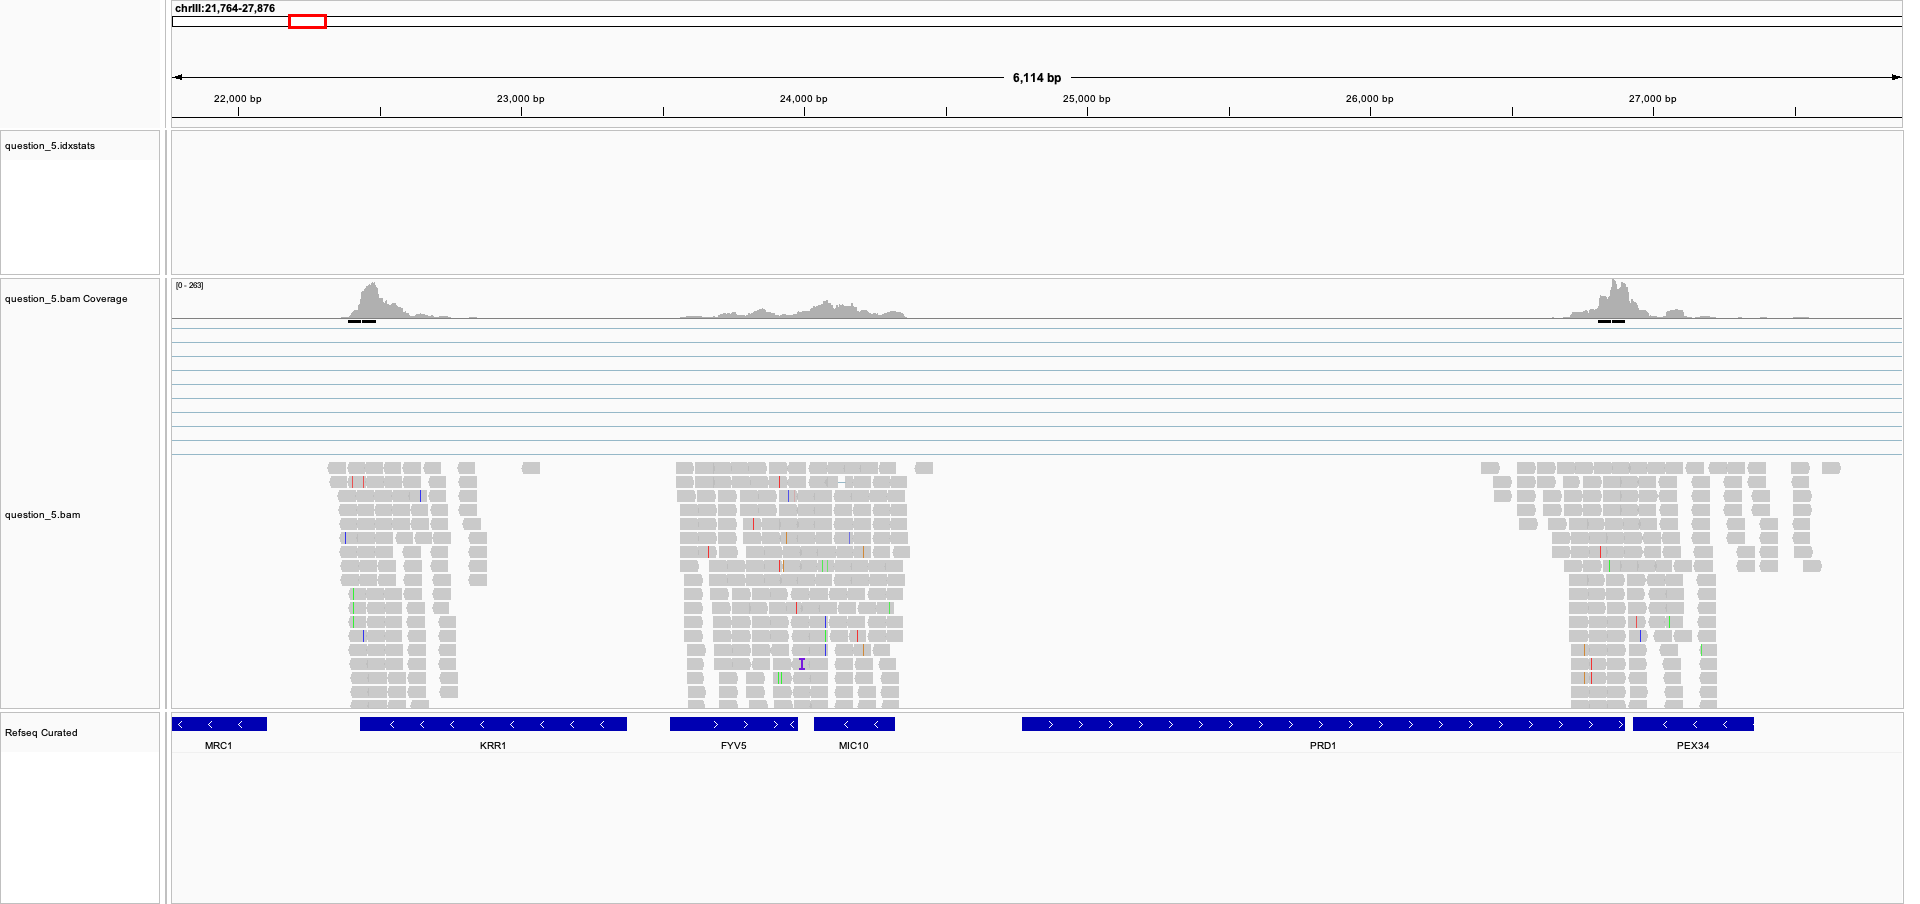 chrIII:21,764-27,876
6,114 bp
22,000 bp 23,000 bp 24,000 bp 25,000 bp 26,000 bp 27,000 bp
question_5.idxstats
question_5.bam Coverage
[0 - 263]
question_5.bam
Refseq Curated
MRC1 KRR1 FYV5 MIC10 PRD1 PEX34